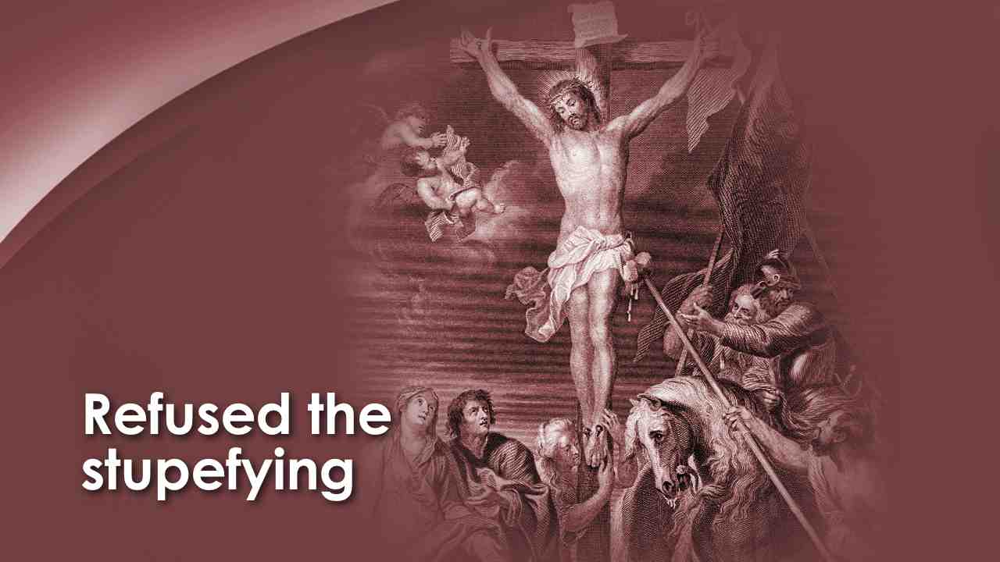 Refused the
stupefying